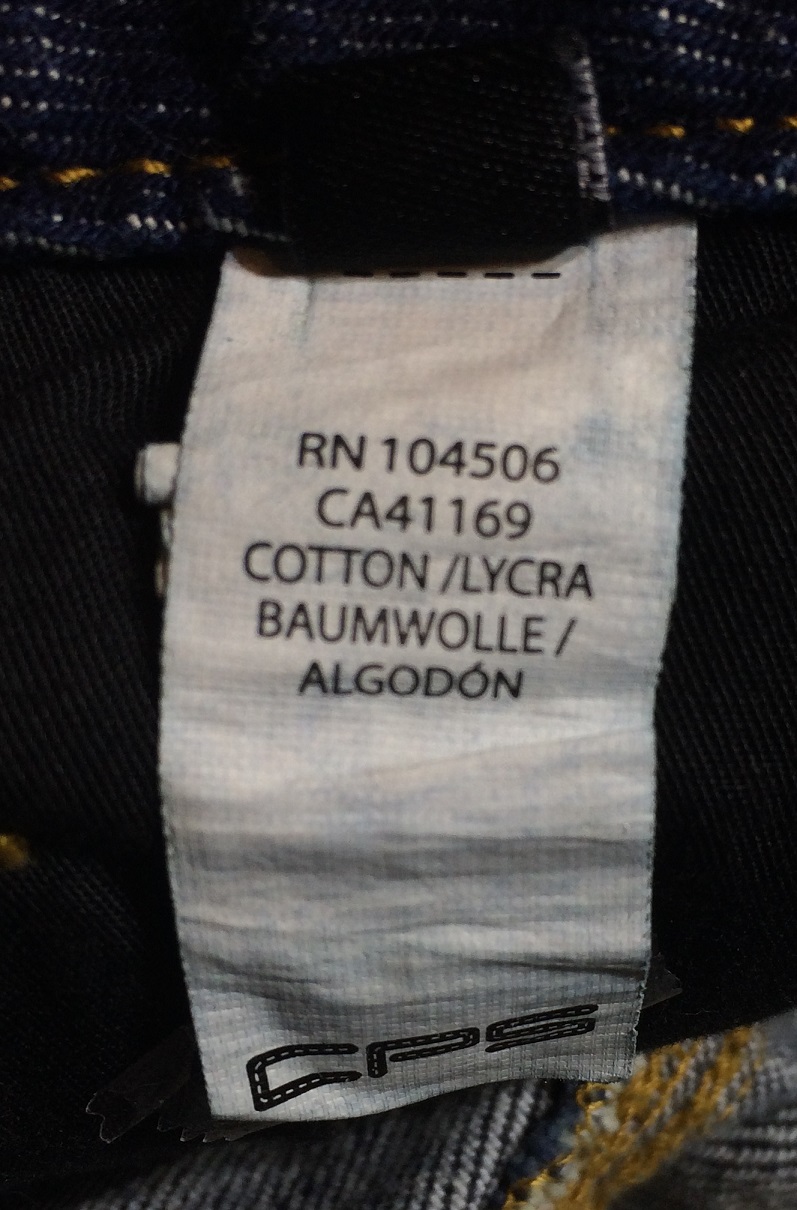 RN 104506
CA41169
COTTON /LYCRA
BAUMWOLLE /
ALGODÓN
CPS